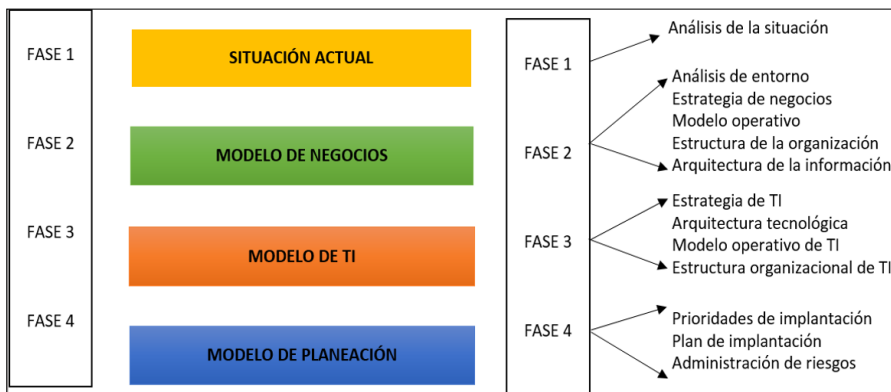 FASE 1
SITUACIÓN ACTUAL
FASE 2
MODELO DE NEGOCIOS
FASE 3
MODELO DE TI
FASE 4
MODELO DE PLANEACIÓN
FASE 1
Análisis de la situación
FASE 2
Análisis de entorno
Estrategia de negocios
Modelo operativo
Estructura de la organización
Arquitectura de la información
FASE 3
Estrategia de TI
Arquitectura tecnológica
Modelo operativo de TI
Estructura organizacional de TI
FASE 4
Prioridades de implantación
Plan de implantación
Administración de riesgos